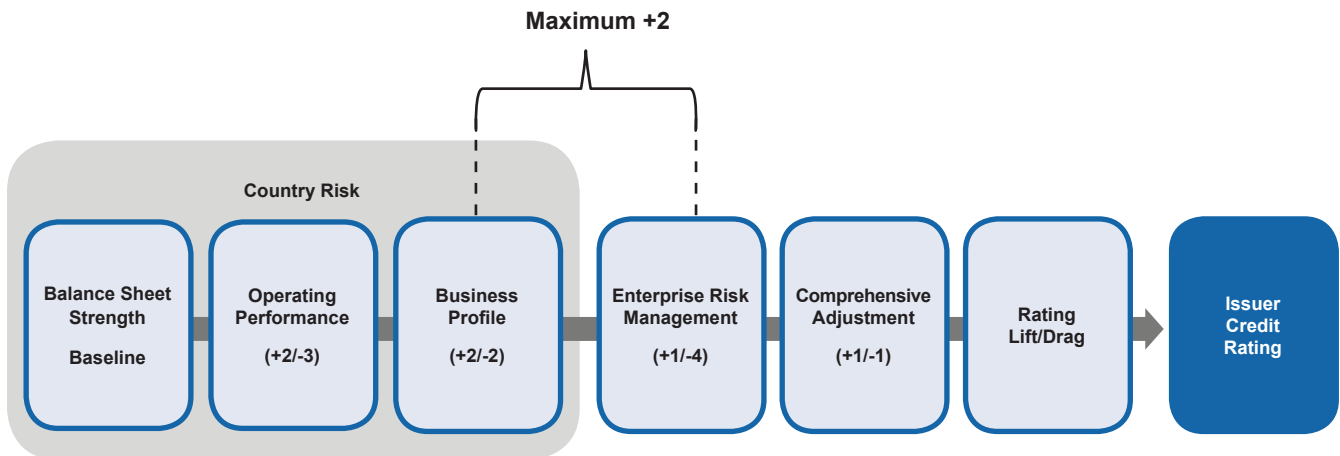 Maximum +2
Country Risk
Balance Sheet
Strength
Baseline
Operating
Performance
(+2/-3)
Business
Profile
(+2/-2)
Enterprise Risk
Management
(+1/-4)
Comprehensive
Adjustment
(+1/-1)
Rating
Lift/Drag
Issuer
Credit
Rating